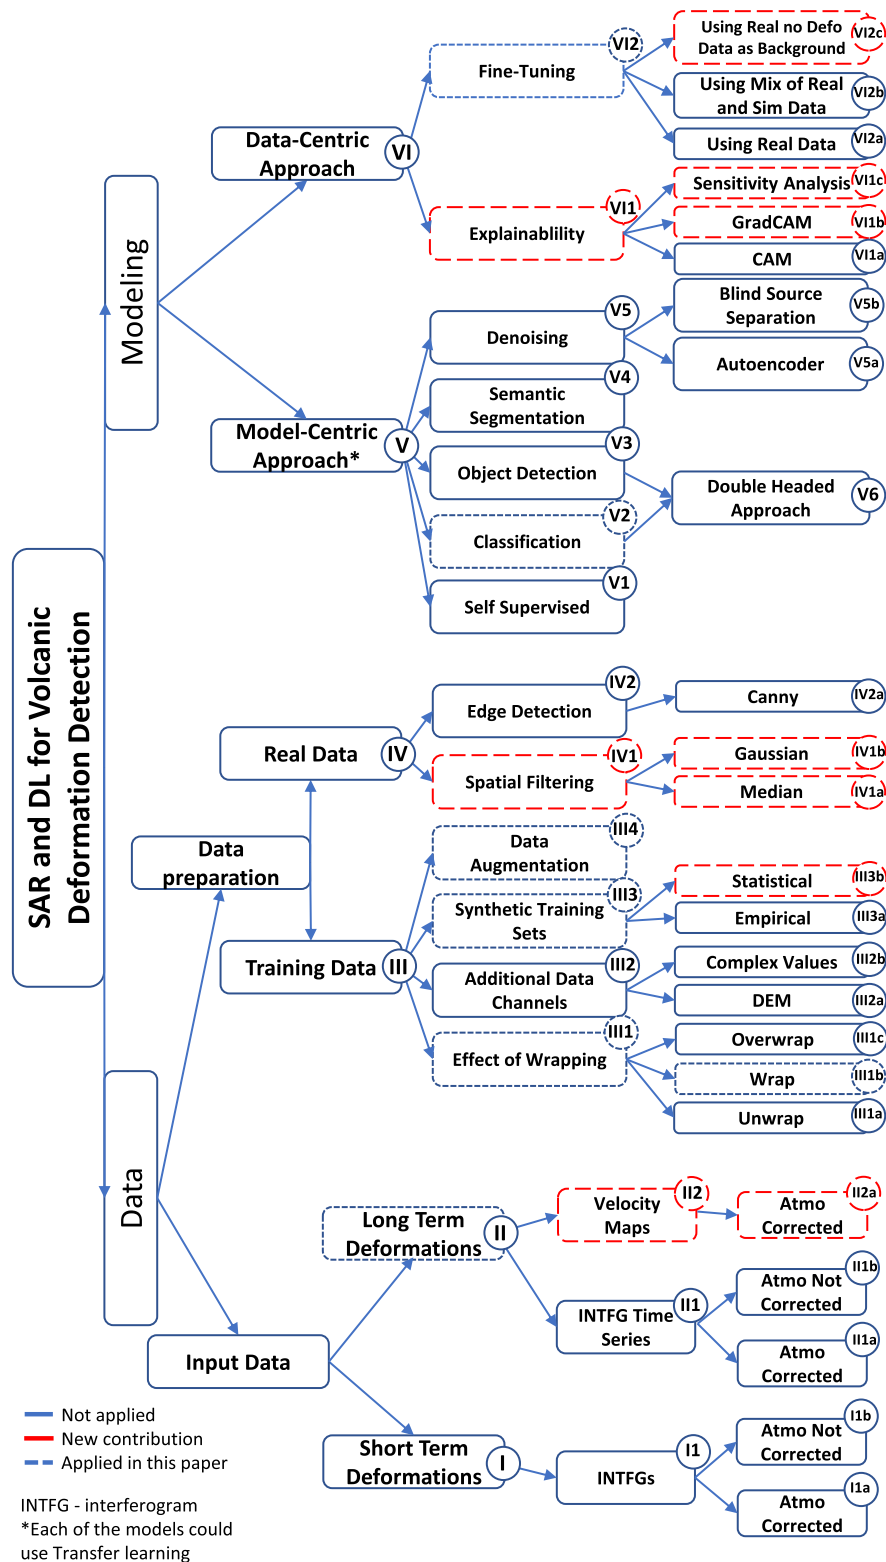 SAR and DL for Volcanic
Deformation Detection
Modeling
Data-Centric
Approach
VI
Fine-Tuning
VI2
Using Real no Defo
Data as Background
VI2c
Using Mix of Real
and Sim Data
VI2b
Using Real Data
VI2a
Explainablility
VI1
Sensitivity Analysis
VI1c
GradCAM
VI1b
CAM
VI1a
Model-Centric
Approach*
V
Denoising
V5
Blind Source
Separation
V5b
Autoencoder
V5a
Semantic
Segmentation
V4
Object Detection
V3
Double Headed
Approach
V6
Classification
V2
Self Supervised
V1
Data
Data
preparation
Real Data
IV
Edge Detection
IV2
Canny
IV2a
Spatial Filtering
IV1
Gaussian
IV1b
Median
IV1a
Training Data
III
Data
Augmentation
III4
Synthetic Training
Sets
III3
Statistical
III3b
Empirical
III3a
Additional Data
Channels
III2
Complex Values
III2b
DEM
III2a
Effect of Wrapping
III1
Overwrap
III1c
Wrap
III1b
Unwrap
III1a
Input Data
Long Term
Deformations
II
Velocity
Maps
II2
Atmo
Corrected
II2a
INTFG Time
Series
II1
Atmo Not
Corrected
II1b
Atmo
Corrected
II1a
Short Term
Deformations
I
INTFGs
I1
Atmo Not
Corrected
I1b
Atmo
Corrected
I1a
Not applied
New contribution
Applied in this paper
INTFG - interferogram
*Each of the models could
use Transfer learning